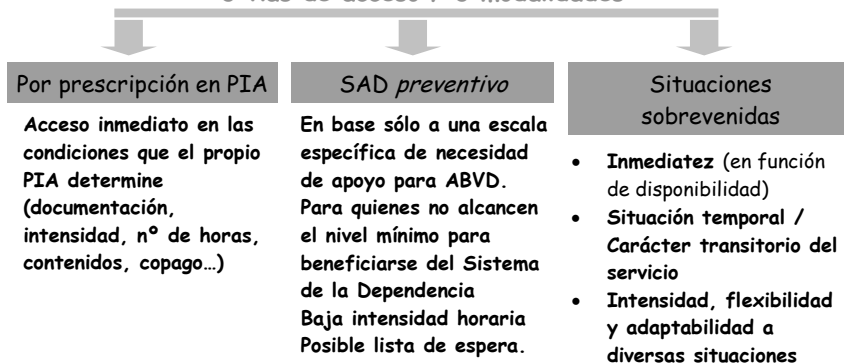 Por prescripción en PIA
Acceso inmediato en las
condiciones que el propio
PIA determine
(documentación,
intensidad, nº de horas,
contenidos, copago…)
SAD preventivo
En base sólo a una escala
específica de necesidad
de apoyo para ABVD.
Para quienes no alcancen
el nivel mínimo para
beneficiarse del Sistema
de la Dependencia
Baja intensidad horaria
Posible lista de espera.
Situaciones
sobrevenidas
• Inmediatez (en función
de disponibilidad)
• Situación temporal /
Carácter transitorio del
servicio
• Intensidad, flexibilidad
y adaptabilidad a
diversas situaciones